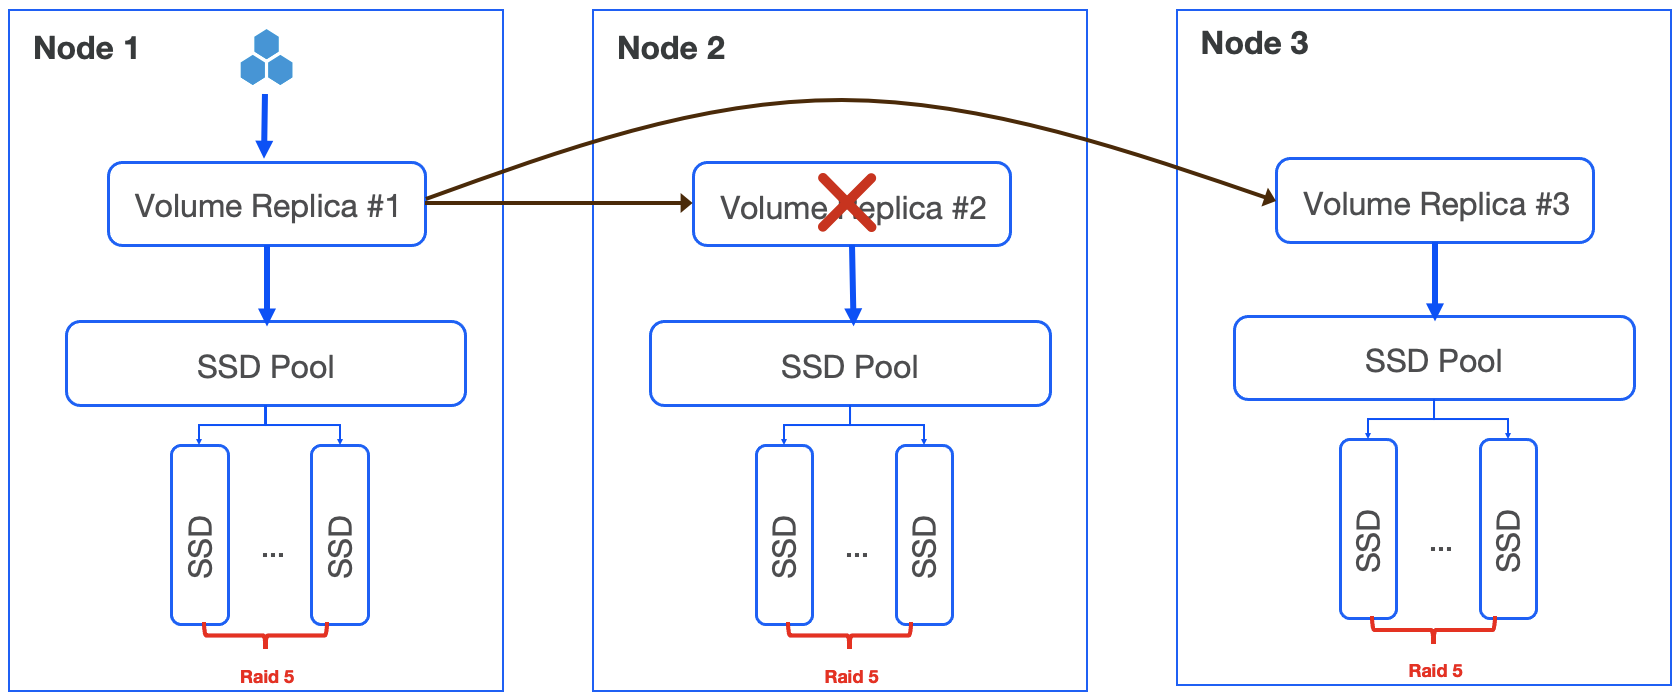 Node 1
Volume Replica #1
SSD Pool
SSD
...
SSD
Raid 5
Node 2
Volume Replica #2
SSD Pool
SSD
...
SSD
Raid 5
Node 3
Volume Replica #3
SSD Pool
SSD
...
SSD
Raid 5